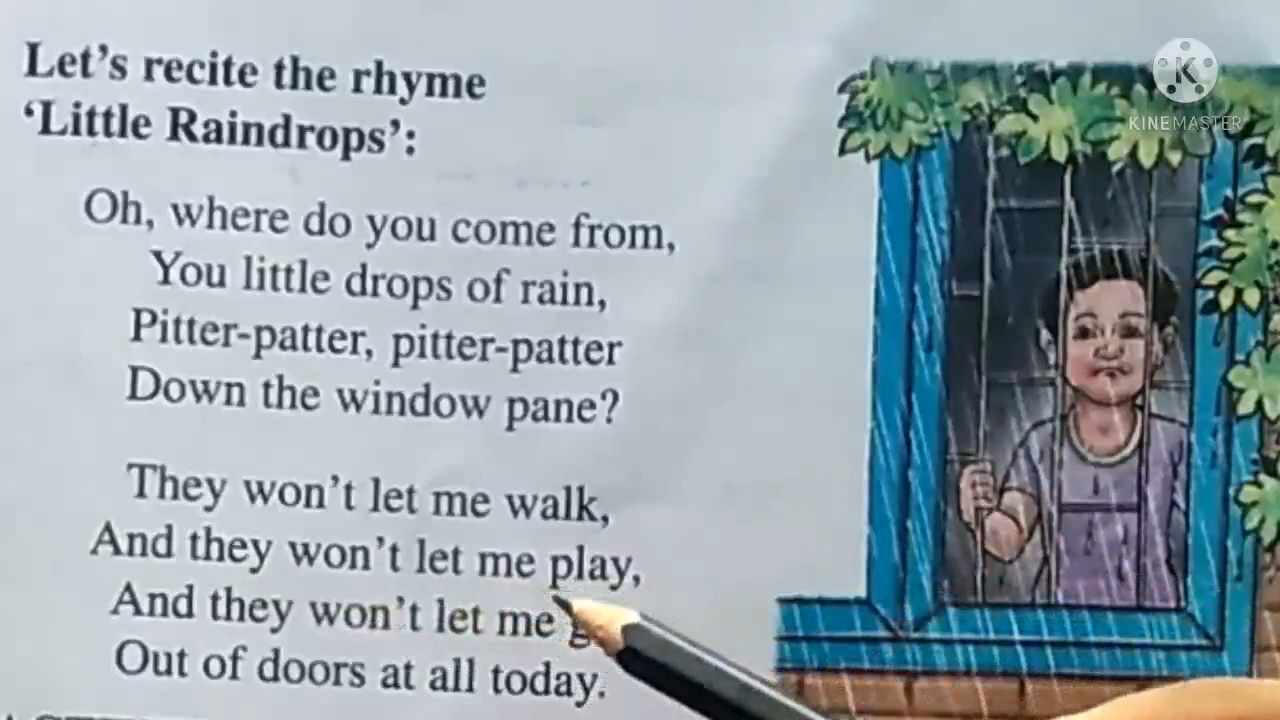 Let's recite the rhyme
'Little Raindrops':
Oh, where do you come from,
You little drops of rain,
Pitter-patter, pitter-patter
Down the window pane?
They won't let me walk,
And they won't let me play,
And they won't let me
Out of doors at all today.
K
KINEMASTER